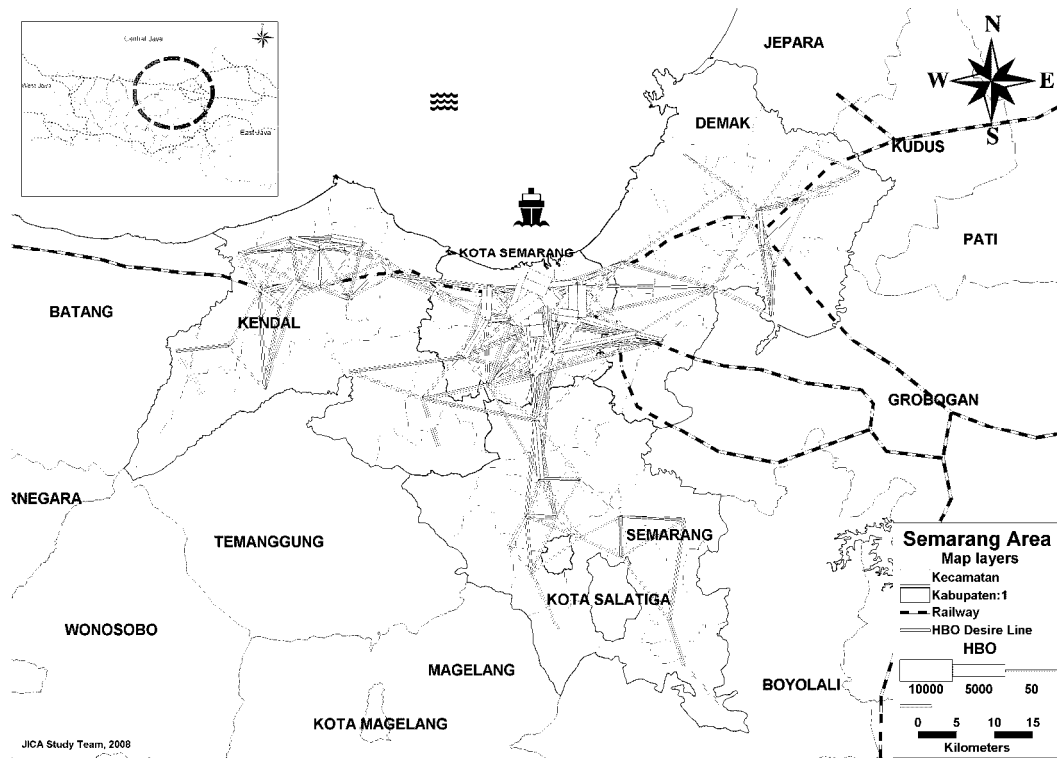 Central Java
West Java
East Java
N
W E
S
JEPARA
DEMAK
KUDUS
KOTA SEMARANG
PATI
BATANG
KENDAL
GROBOGAN
RNEGARA
TEMANGGUNG
SEMARANG
KOTA SALATIGA
WONOSOBO
MAGELANG
BOYOLALI
KOTA MAGELANG
JICA Study Team, 2008
Semarang Area
Map layers
Kecamatan
Kabupaten:1
Railway
HBO Desire Line
HBO
10000 5000 50
0 5 10 15
Kilometers